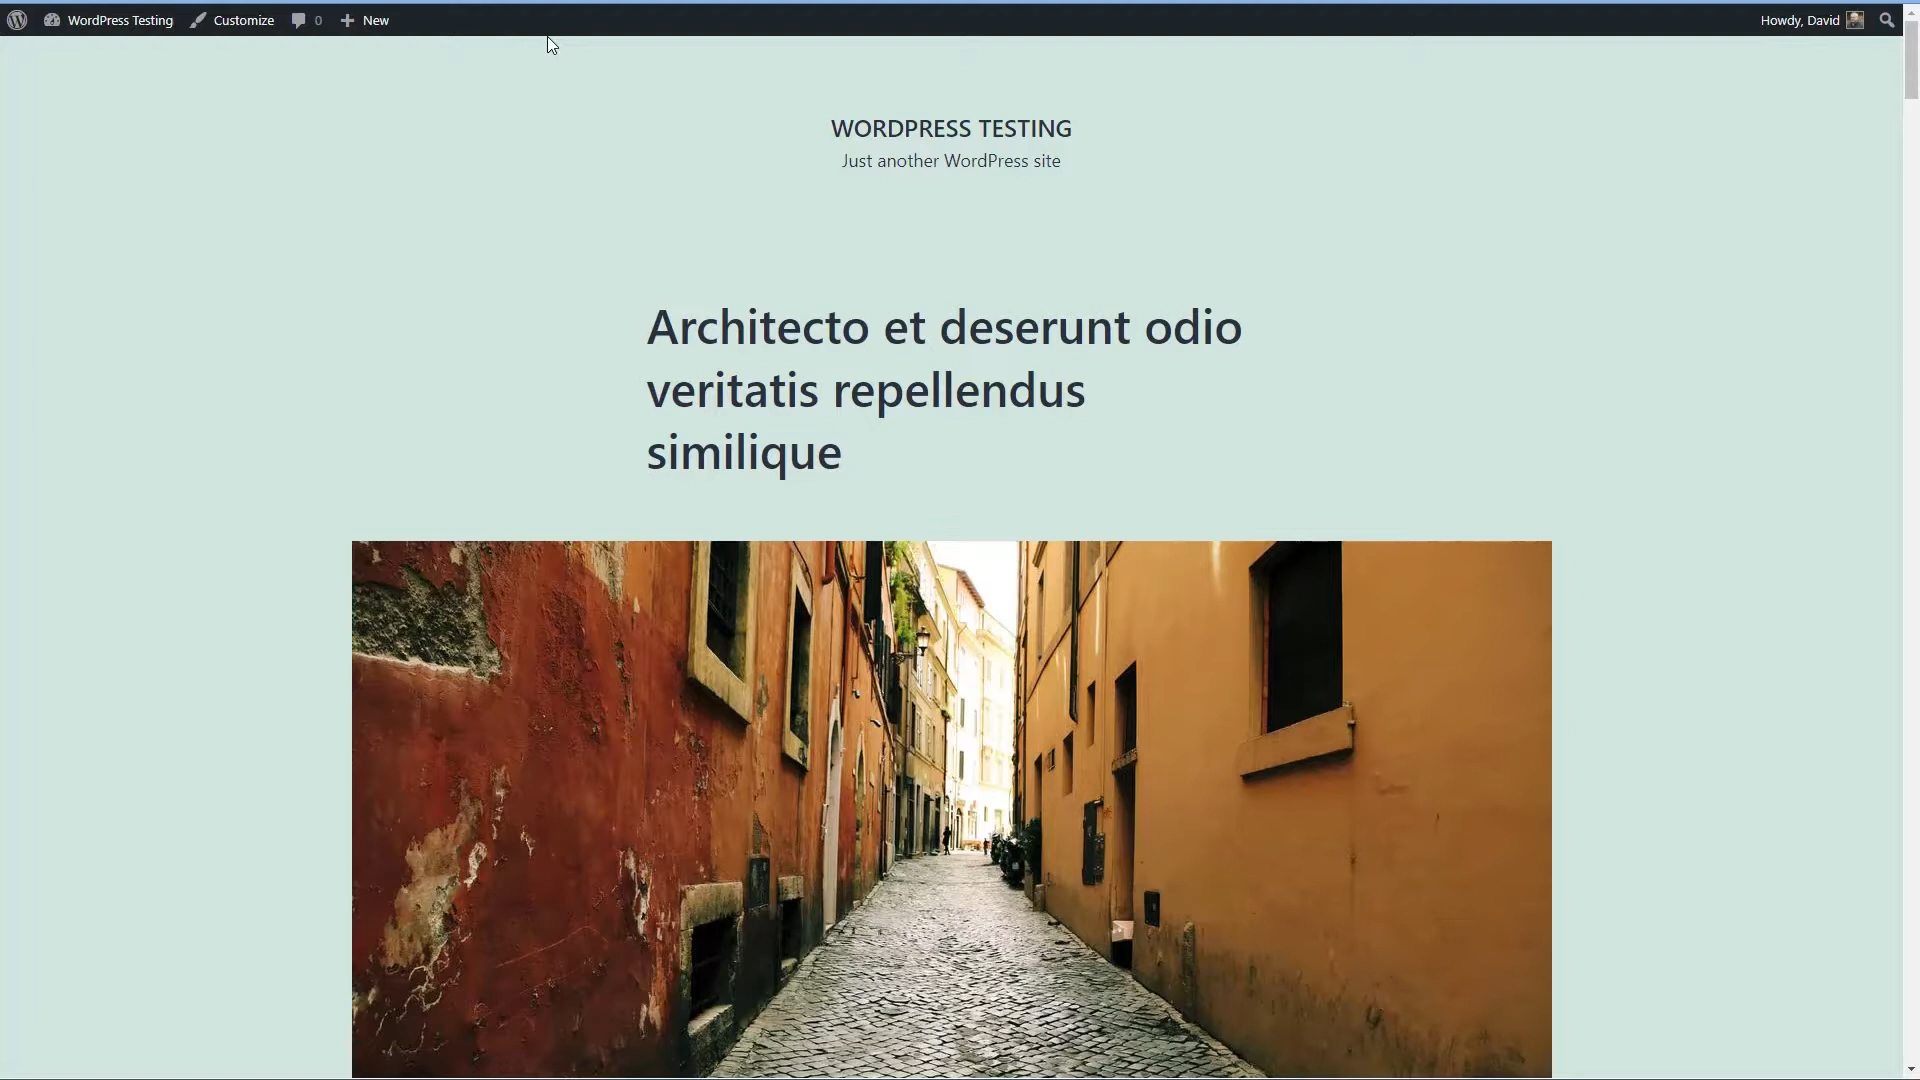 WordPress Testing Customize 0 New Howdy, David
WORDPRESS TESTING
Just another WordPress site
Architecto et deserunt odio
veritatis repellendus
similique